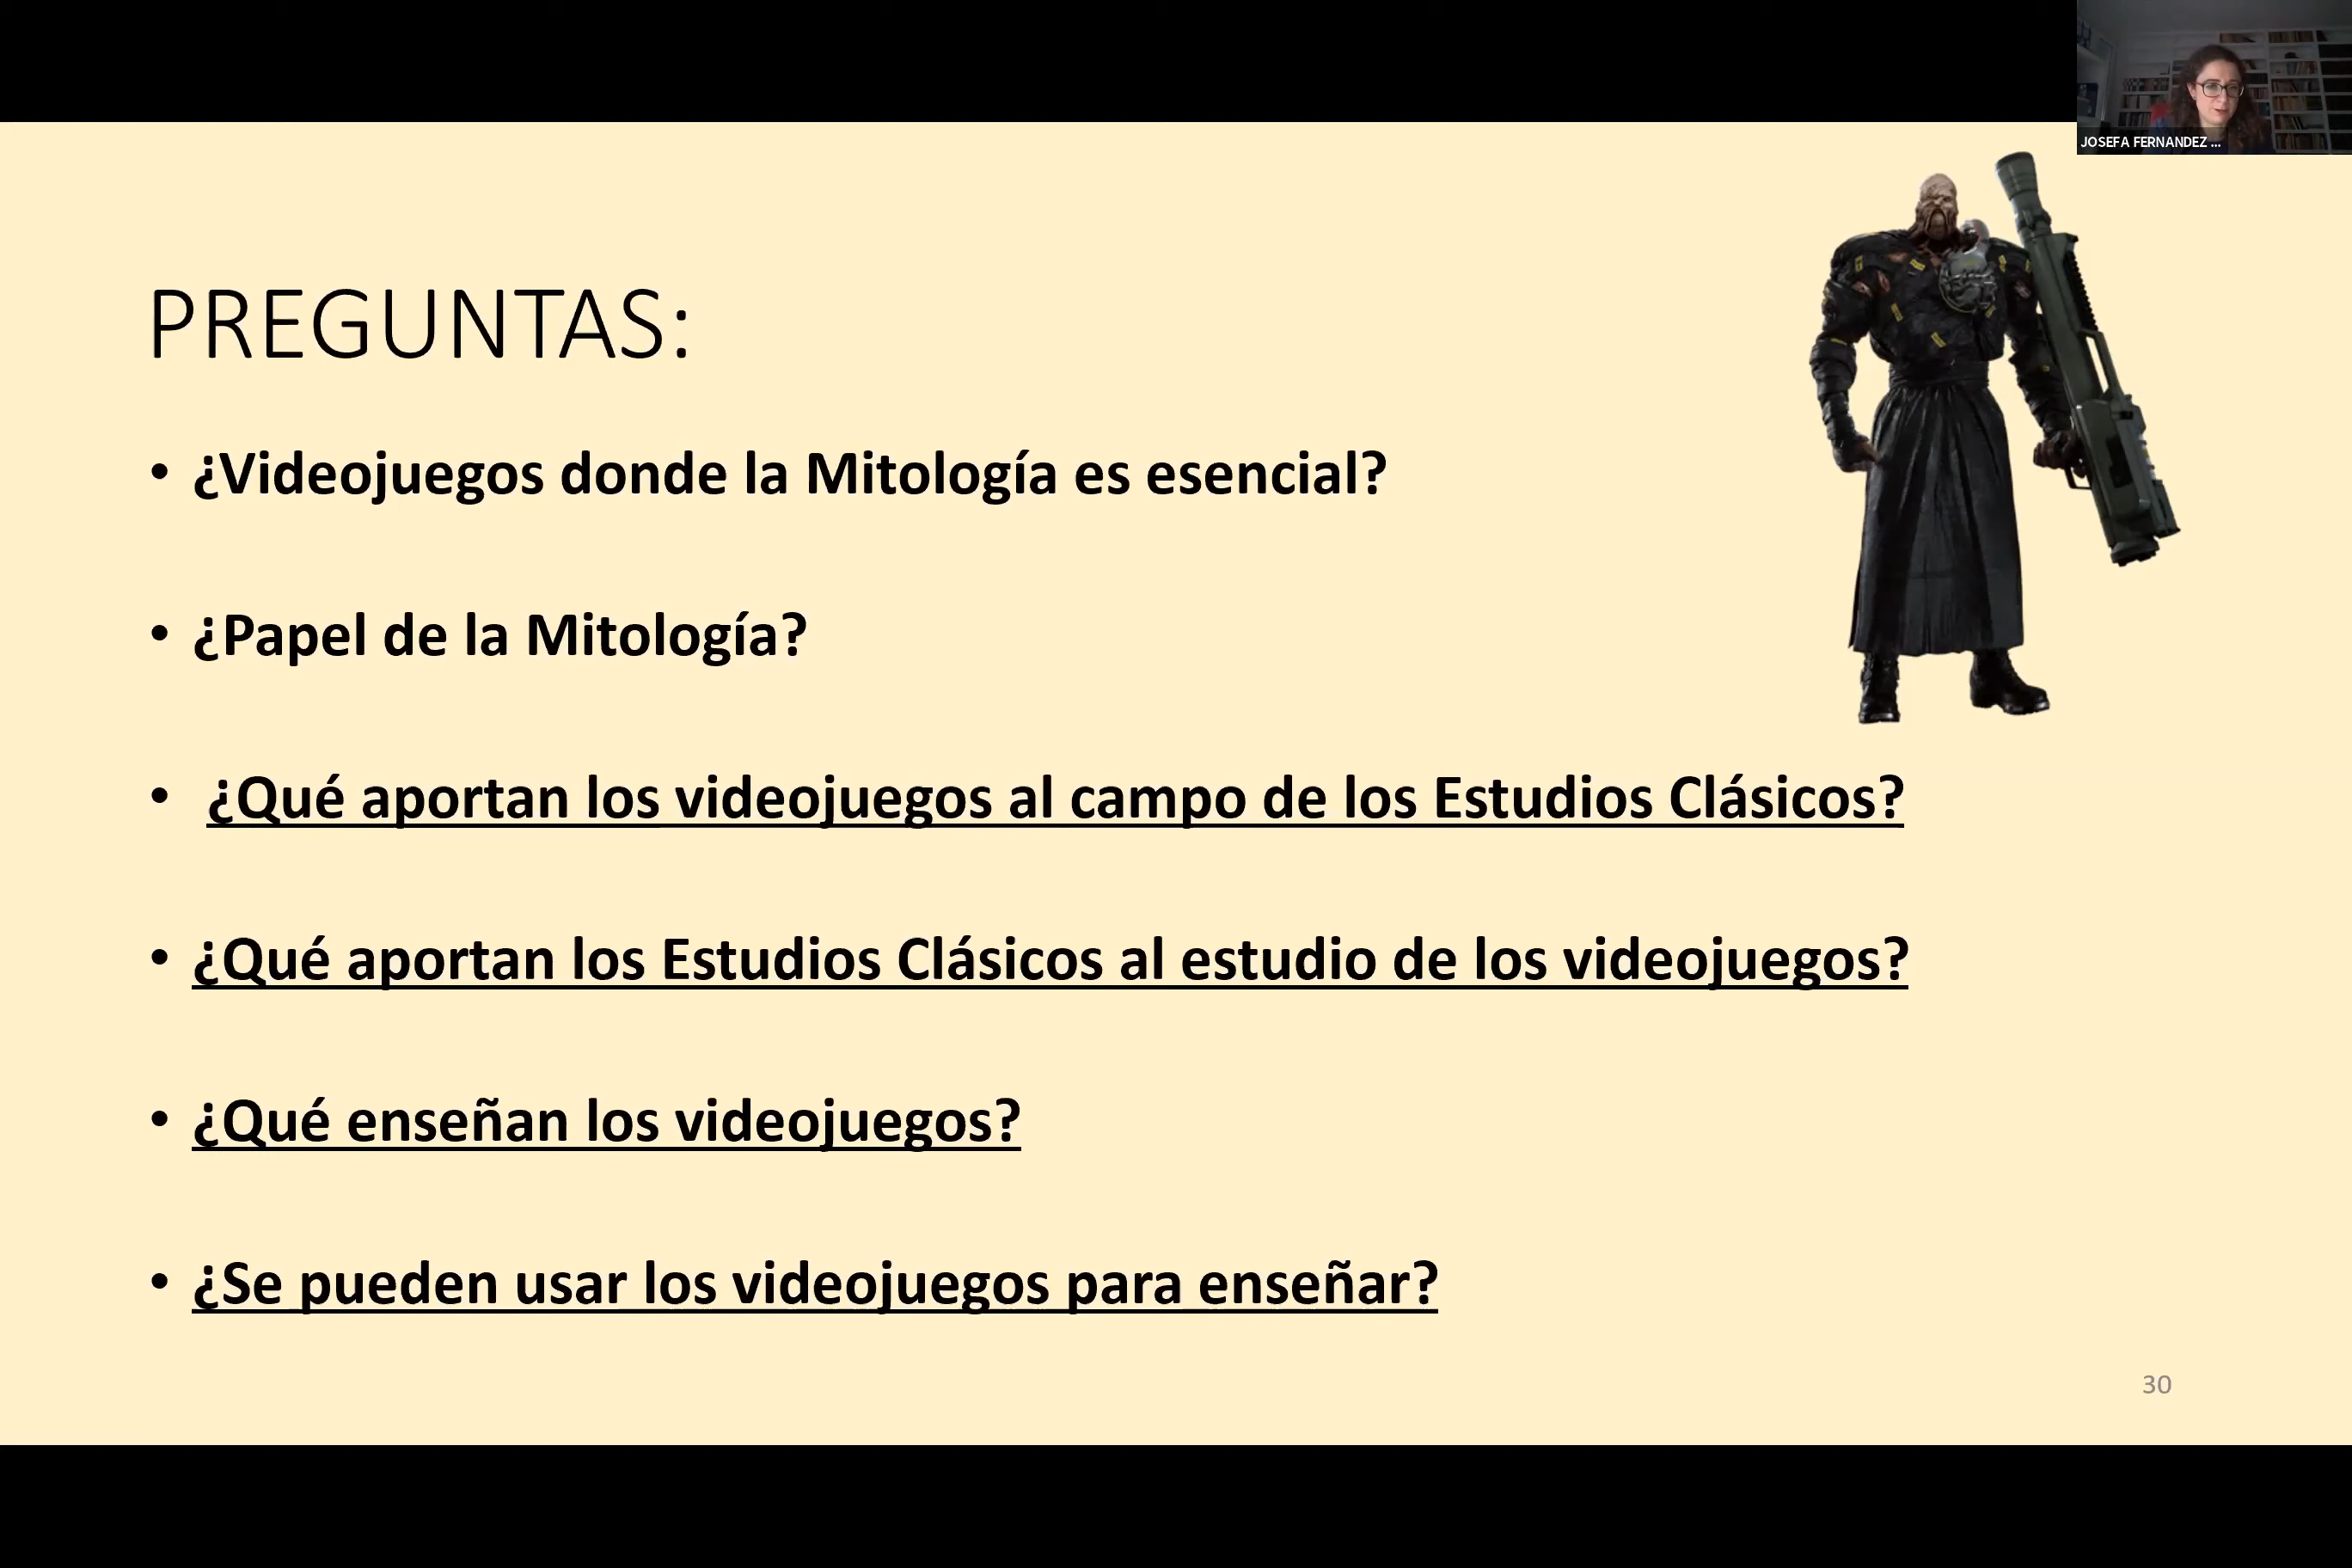 JOSEFA FERNANDEZ ...
PREGUNTAS:
• ¿Videojuegos donde la Mitología es esencial?
• ¿Papel de la Mitología?
• ¿Qué aportan los videojuegos al campo de los Estudios Clásicos?
• ¿Qué aportan los Estudios Clásicos al estudio de los videojuegos?
• ¿Qué enseñan los videojuegos?
• ¿Se pueden usar los videojuegos para enseñar?
30